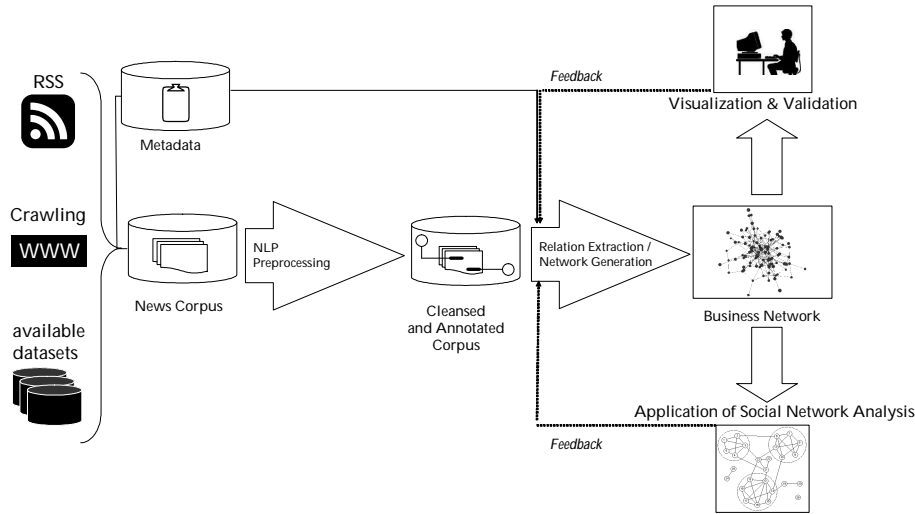 RSS
Crawling
WWW
available
datasets
Metadata
News Corpus
NLP
Preprocessing
Cleansed
and Annotated
Corpus
Feedback
Relation Extraction /
Network Generation
Feedback
Visualization & Validation
Business Network
Application of Social Network Analysis